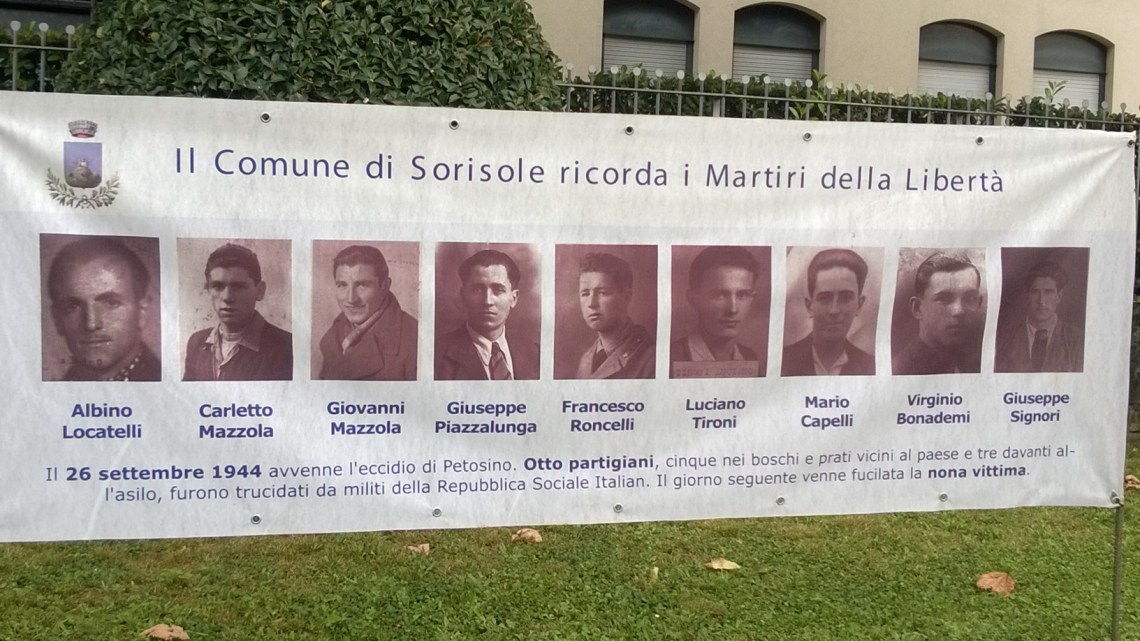 Il Comune di Sorisole ricorda i Martiri della Libertà
Albino
Locatelli
Carletto
Mazzola
Giovanni
Mazzola
Giuseppe
Piazzalunga
Francesco
Roncelli
Luciano
Tironi
Mario
Capelli
Virginio
Bonademi
Giuseppe
Signori
Il 26 settembre 1944 avvenne l'eccidio di Petosino. Otto partigiani, cinque nei boschi e prati vicini al paese e tre davanti al-
l'asilo, furono trucidati da militi della Repubblica Sociale Italian. Il giorno seguente venne fucilata la nona vittima.